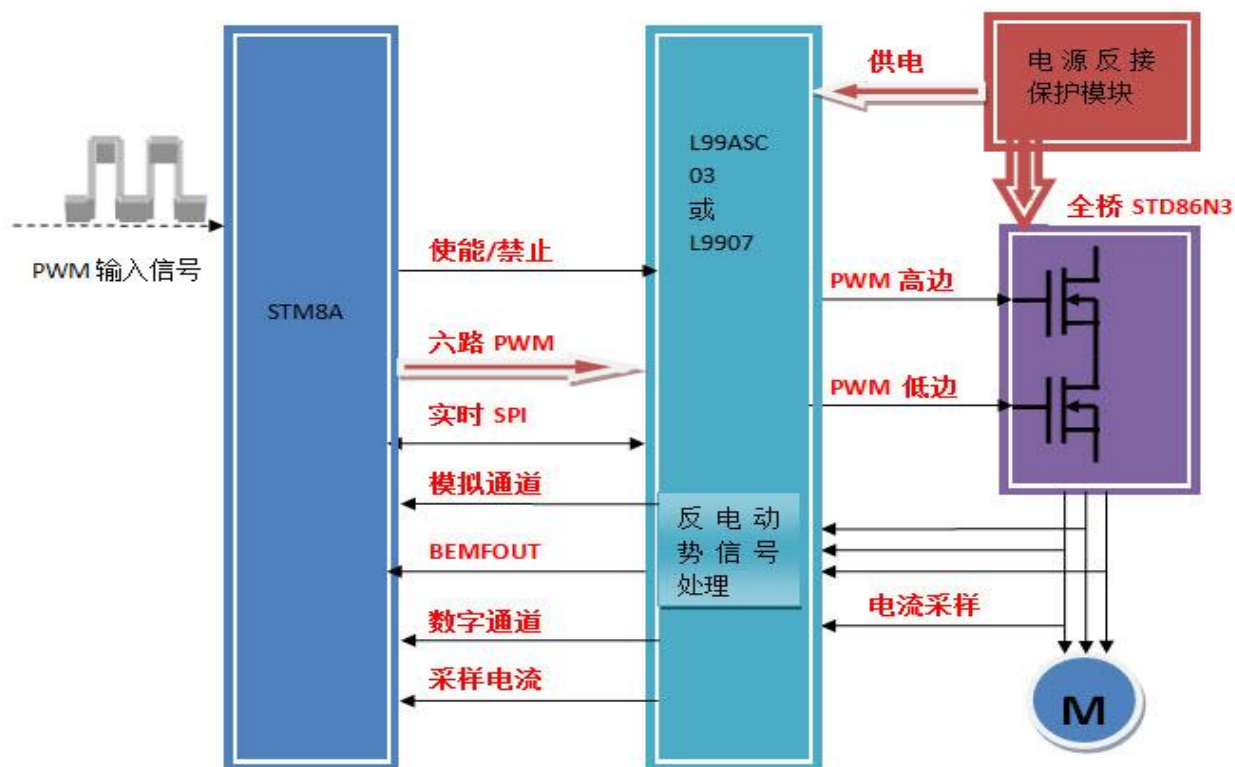 供电
电源反接
保护模块
L99ASC
03
或
L9907
全桥 STD86N3
PWM 输入信号
STM8A
使能/禁止
PWM 高边
六路 PWM
PWM 低边
实时 SPI
模拟通道
反电动
势信号
处理
BEMFOUT
数字通道
电流采样
采样电流
M